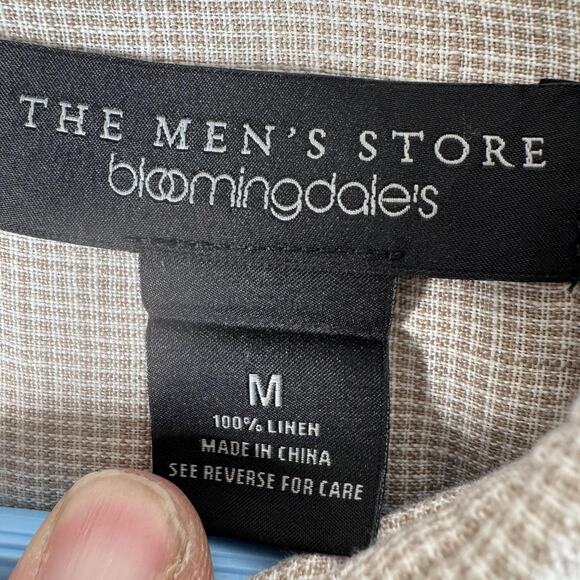 THE MEN'S STORE
bloomingdale's
M
100% LINEN
MADE IN CHINA
SEE REVERSE FOR CARE